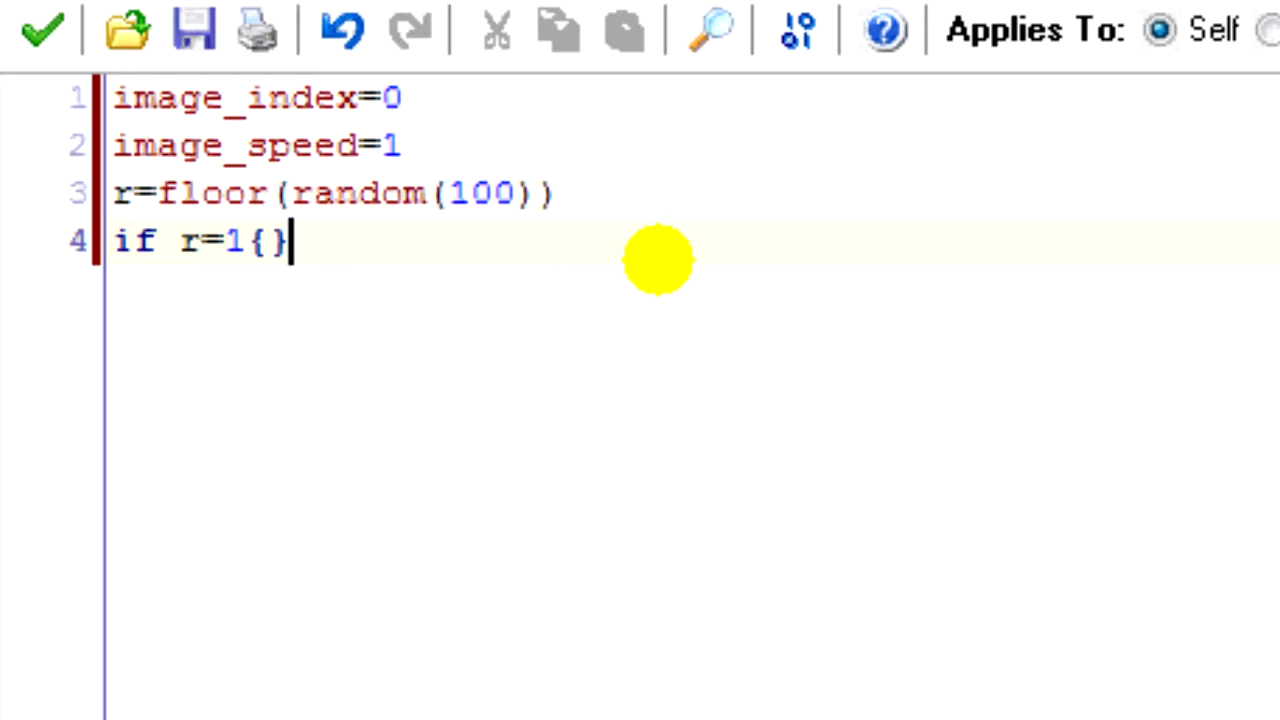 Applies To: Self
1 image_index=0
2 image_speed=1
3 r=floor(random(100))
4 if r=1{}